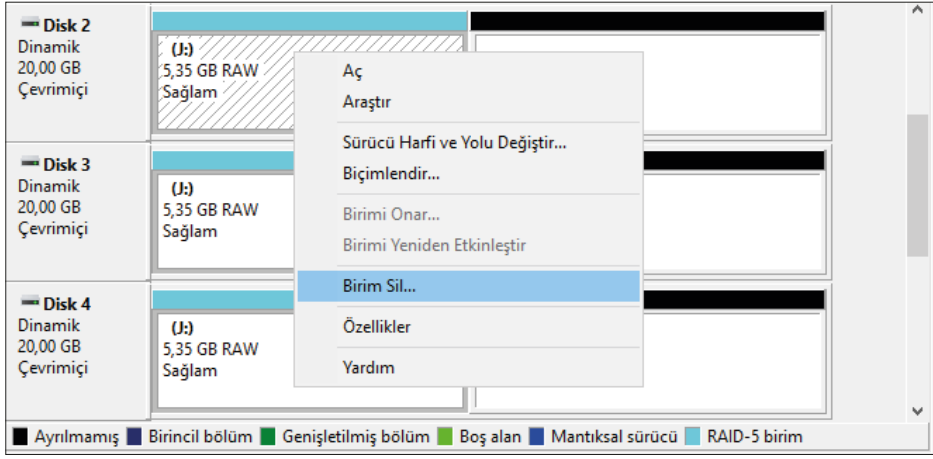 Disk 2
Dinamik
20,00 GB
Çevrimiçi
(J:)
5,35 GB RAW
Sağlam
Disk 3
Dinamik
20,00 GB
Çevrimiçi
(J:)
5,35 GB RAW
Sağlam
Disk 4
Dinamik
20,00 GB
Çevrimiçi
(J:)
5,35 GB RAW
Sağlam
Aç
Araştır
Sürücü Harfi ve Yolu Değiştir...
Biçimlendir...
Birimi Onar...
Birimi Yeniden Etkinleştir
Birim Sil...
Özellikler
Yardım
Ayrılmamış Birincil bölüm Genişletilmiş bölüm Boş alan Mantıksal sürücü RAID-5 birim